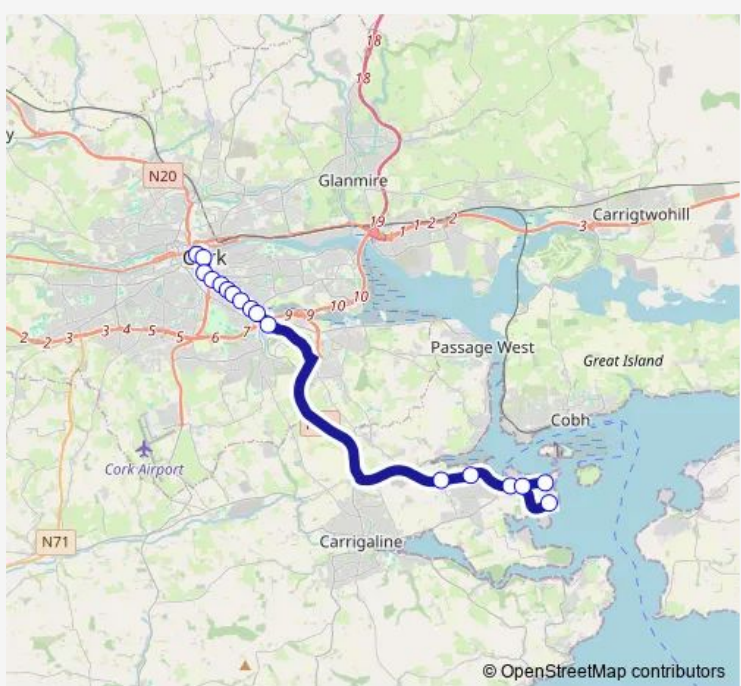 18
18
Glanmire
N20
y
19
1 1 2 2
3
Carrigtwohill
Cork
10
10
9 9
2 2 3 3 4 5 5 6 7
Passage West
Great Island
Cobh
Cork Airport
N71
Carrigaline
© OpenStreetMap contributors